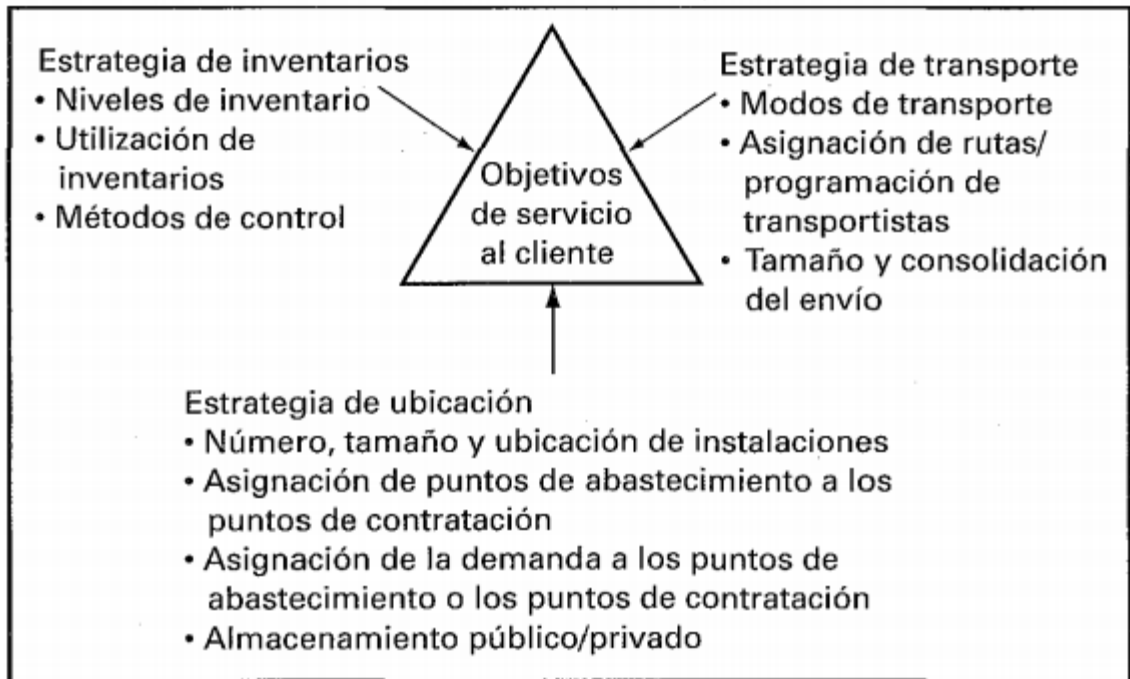 Estrategia de inventarios
• Niveles de inventario
• Utilización de
inventarios
• Métodos de control
Objetivos
de servicio
al cliente
Estrategia de transporte
• Modos de transporte
• Asignación de rutas/
programación de
transportistas
• Tamaño y consolidación
del envío
Estrategia de ubicación
• Número, tamaño y ubicación de instalaciones
• Asignación de puntos de abastecimiento a los
puntos de contratación
• Asignación de la demanda a los puntos de
abastecimiento o los puntos de contratación
• Almacenamiento público/privado